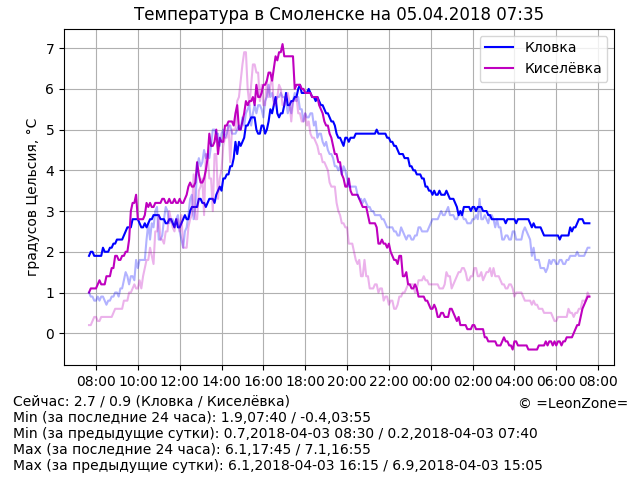 Температура в Смоленске на 05.04.2018 07:35
градусов Цельсия, °C
7
6
5
4
3
2
1
0
Кловка
Киселёвка
08:00 10:00 12:00 14:00 16:00 18:00 20:00 22:00 00:00 02:00 04:00 06:00 08:00
Сейчас: 2.7 / 0.9 (Кловка / Киселёвка)
© =LeonZone=
Min (за последние 24 часа): 1.9,07:40 / -0.4,03:55
Min (за предыдущие сутки): 0.7,2018-04-03 08:30 / 0.2,2018-04-03 07:40
Max (за последние 24 часа): 6.1,17:45 / 7.1,16:55
Max (за предыдущие сутки): 6.1,2018-04-03 16:15 / 6.9,2018-04-03 15:05